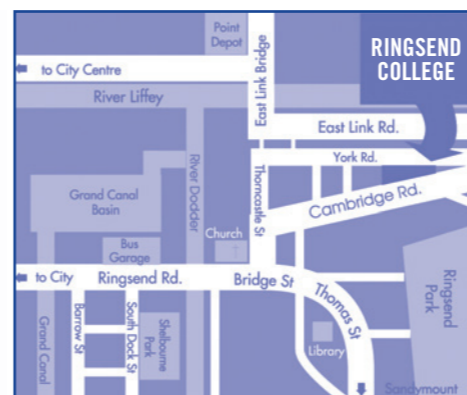 Point
Depot
RINGSEND
COLLEGE
to City Centre
East Link Bridge
River Liffey
East Link Rd.
York Rd.
River Dodder
Thorncastle St
Cambridge Rd.
Grand Canal
Basin
Church
Bus
Garage
to City
Ringsend Rd.
Bridge St
Thomas St
Ringsend
Park
Grand Canal
Barrow St
South Dock St
Shelbourne
Park
Library
Sandymount